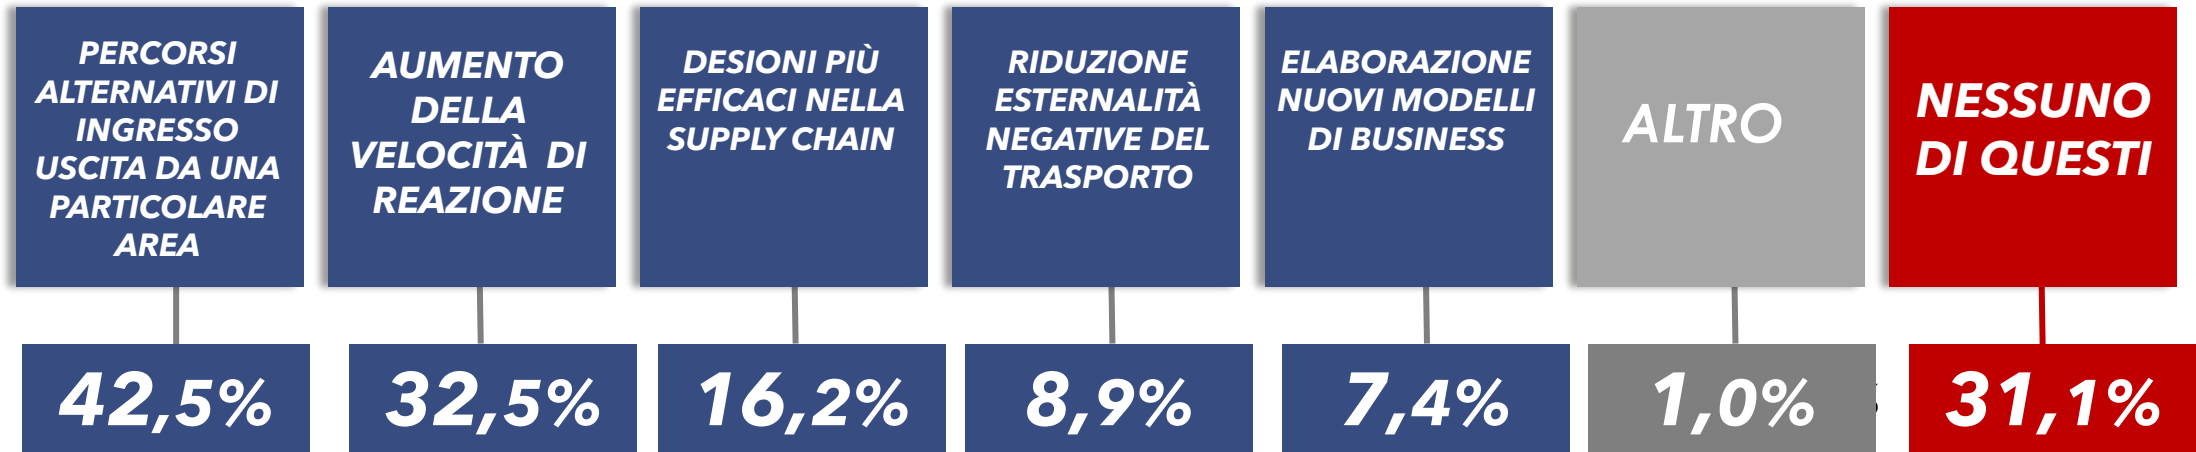 PERCORSI
ALTERNATIVI DI
INGRESSO
USCITA DA UNA
PARTICOLARE
AREA
AUMENTO
DELLA
VELOCITÀ DI
REAZIONE
DESIONI PIÙ
EFFICACI NELLA
SUPPLY CHAIN
RIDUZIONE
ESTERNALITÀ
NEGATIVE DEL
TRASPORTO
ELABORAZIONE
NUOVI MODELLI
DI BUSINESS
ALTRO
NESSUNO
DI QUESTI
42,5%
32,5%
16,2%
8,9%
7,4%
1,0%
31,1%